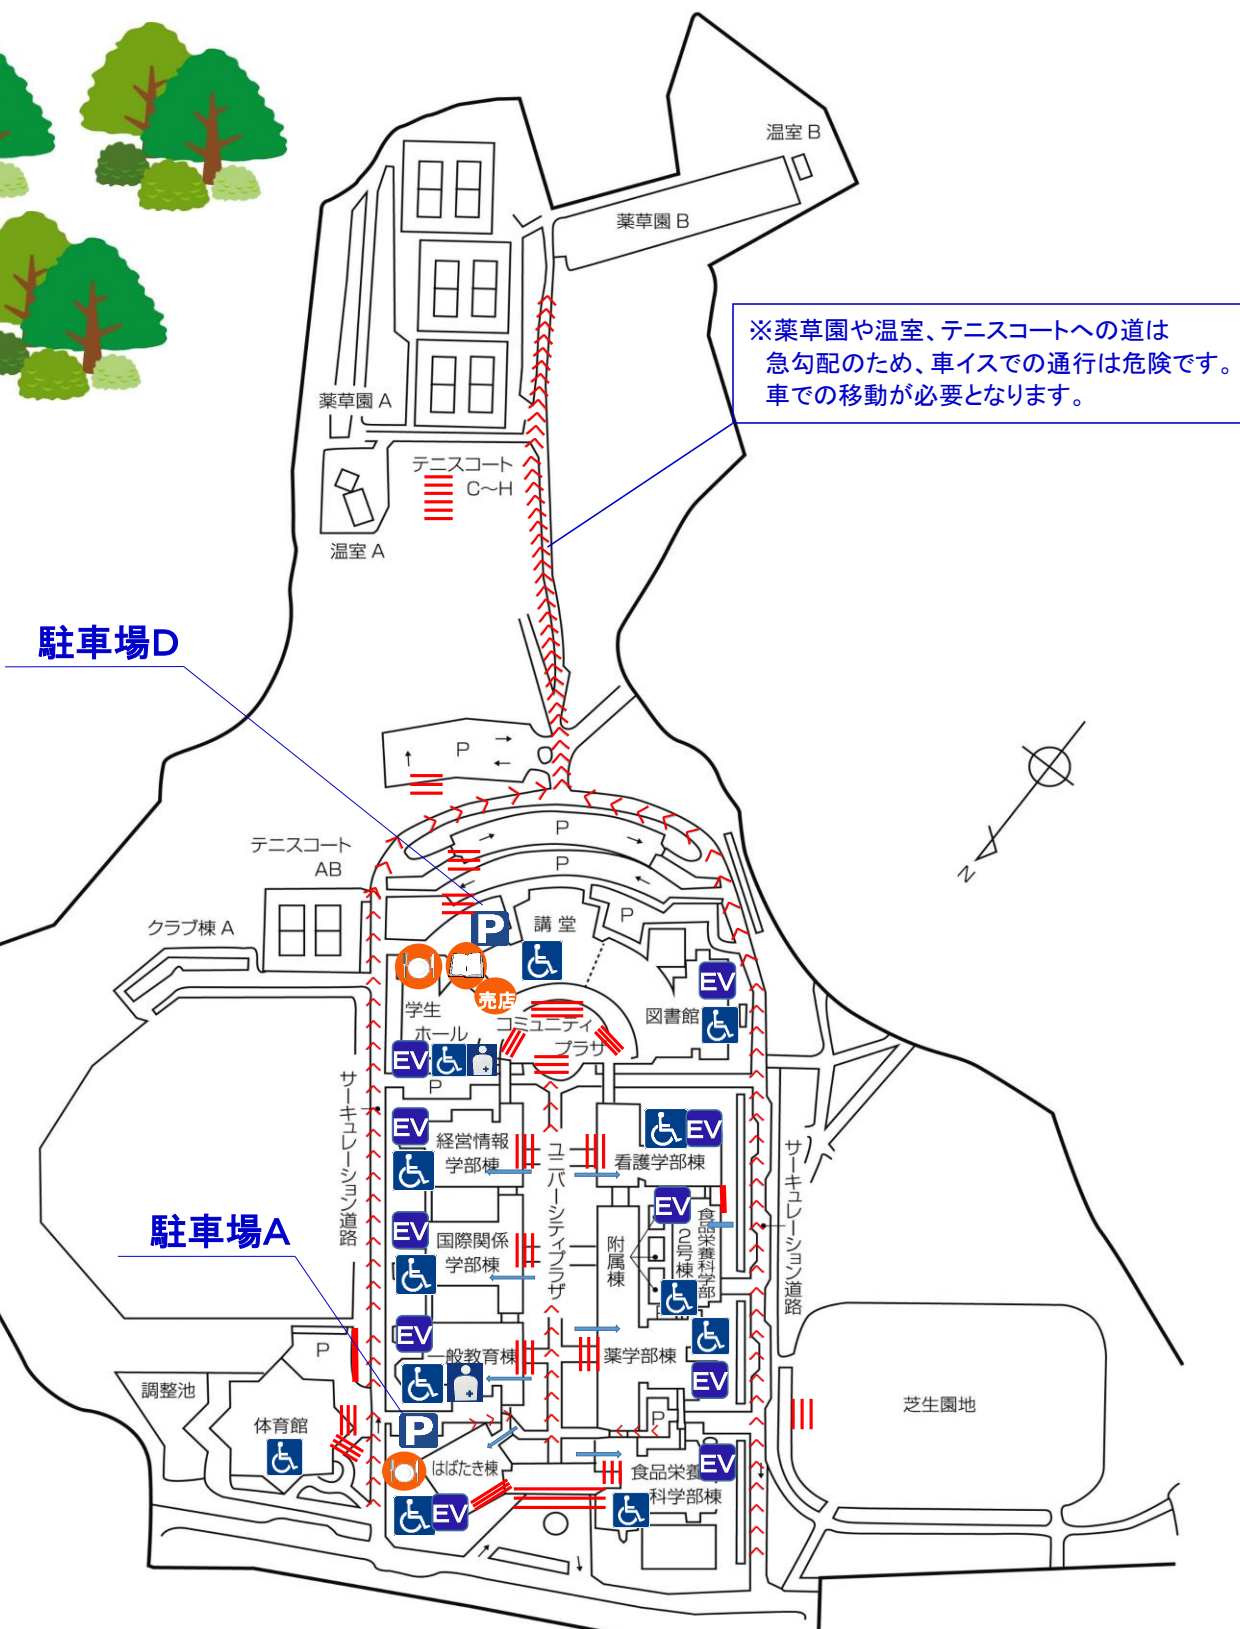 温室 B
薬草園 B
※薬草園や温室、テニスコートへの道は
急勾配のため、車イスでの通行は危険です。
車での移動が必要となります。
薬草園 A
テニスコート
C〜H
温室 A
駐車場D
P
P
P
テニスコート
AB
クラブ棟 A
P
講 堂
P
売店
学生
ホール
コミュニティ
プラザ
図書館
EV
EV
P
N
サーキュレーション道路
EV
経営情報
学部棟
ユニバーシティプラザ
EV
看護学部棟
サーキュレーション道路
EV
食品栄養科学部
2号棟
附属棟
駐車場A
EV
国際関係
学部棟
EV
一般教育棟
薬学部棟
EV
P
調整池
体育館
P
P
はばたき棟
EV
食品栄養
科学部棟
EV
芝生園地